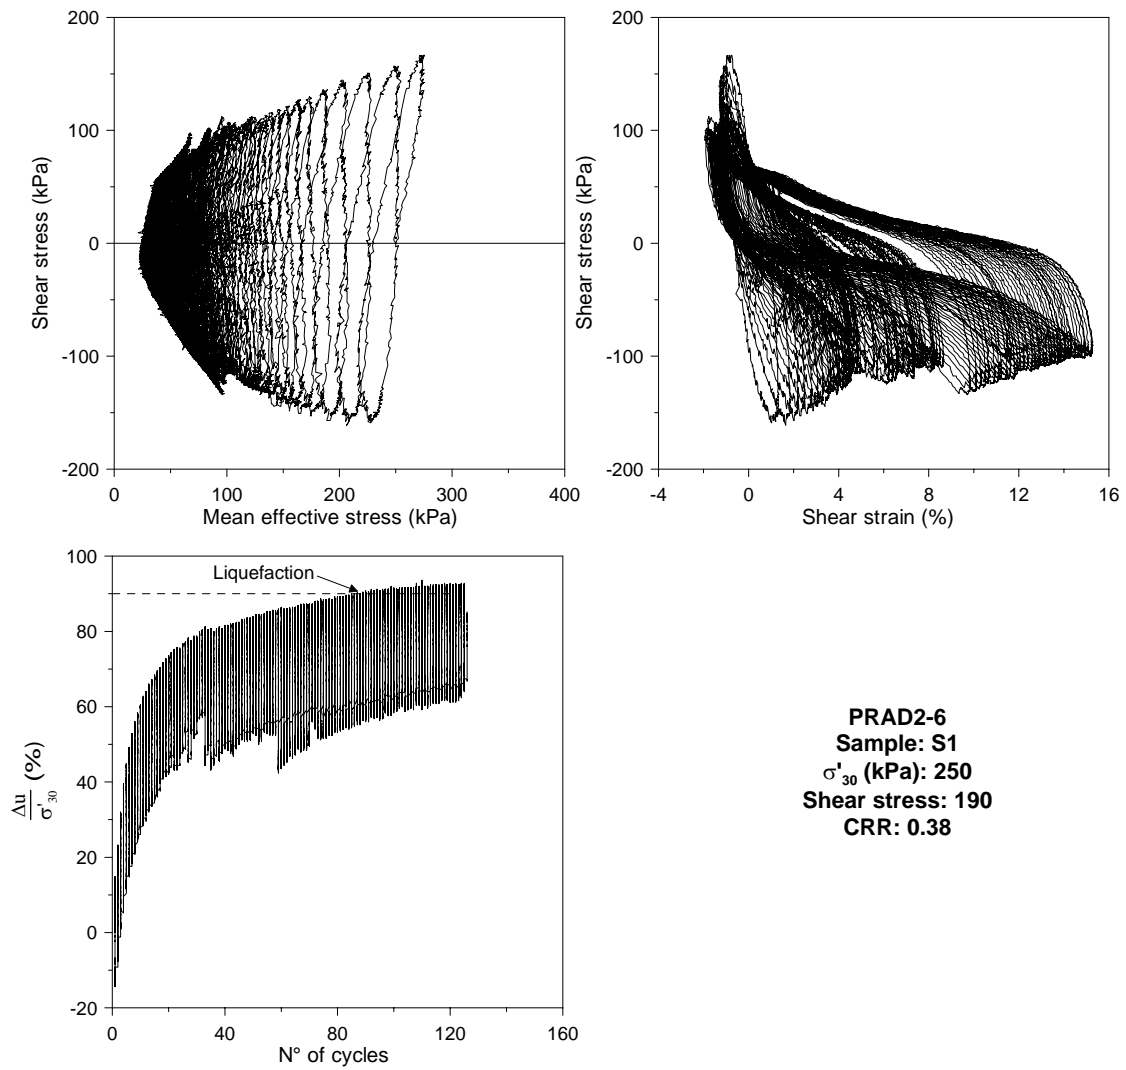 200
100
0
-100
-200
Shear stress (kPa)
0 100 200 300 400
Mean effective stress (kPa)
200
100
0
-100
-200
Shear stress (kPa)
-4 0 4 8 12 16
Shear strain (%)
100
80
60
40
20
0
-20
Δu
σ'30 (%)
Liquefaction
0 40 80 120 160
N° of cycles
PRAD2-6
Sample: S1
σ'30 (kPa): 250
Shear stress: 190
CRR: 0.38